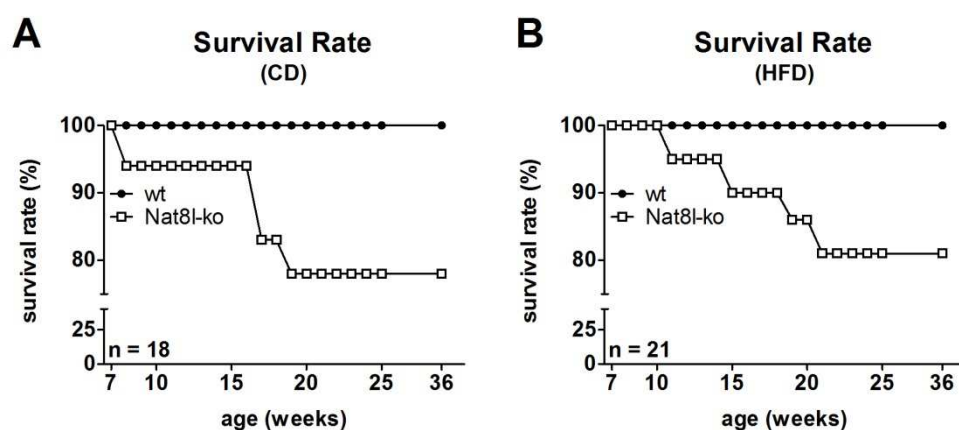 A
Survival Rate
(CD)
survival rate (%)
100
90
80
25
0
wt
Nat8l-ko
n = 18
7 10 15 20 25 36
age (weeks)
B
Survival Rate
(HFD)
survival rate (%)
100
90
80
25
0
wt
Nat8l-ko
n = 21
7 10 15 20 25 36
age (weeks)